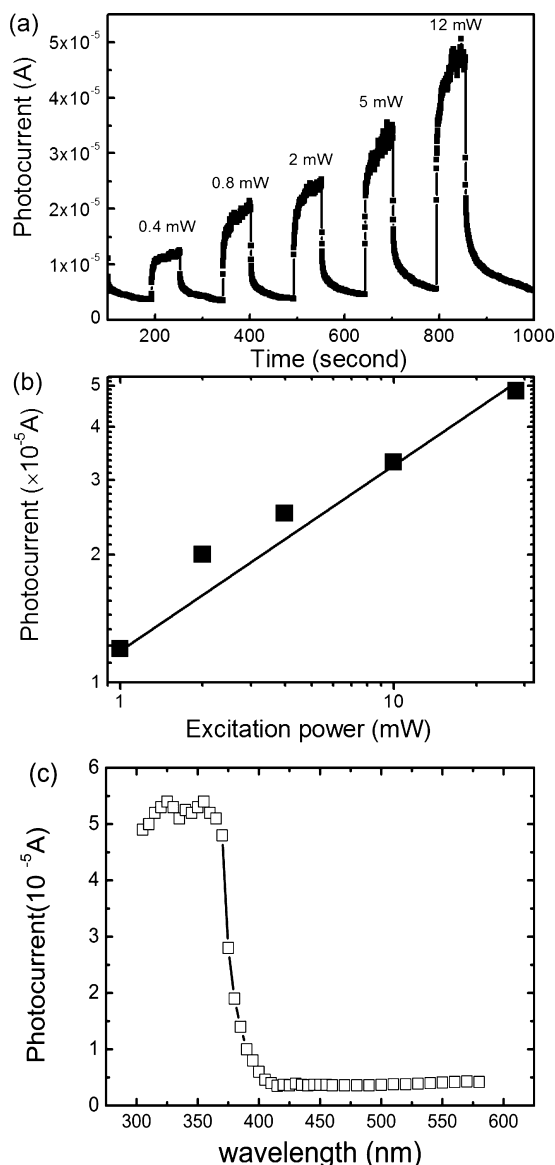 (a)
Photocurrent (A)
5x10⁻⁵
4x10⁻⁵
3x10⁻⁵
2x10⁻⁵
1x10⁻⁵
0
0.4 mW
0.8 mW
2 mW
5 mW
12 mW
200 400 600 800 1000
Time (second)
(b)
Photocurrent (×10⁻⁵A)
5
4
3
2
1
1 10
Excitation power (mW)
(c)
Photocurrent(10⁻⁵A)
6
5
4
3
2
1
0
300 350 400 450 500 550 600
wavelength (nm)